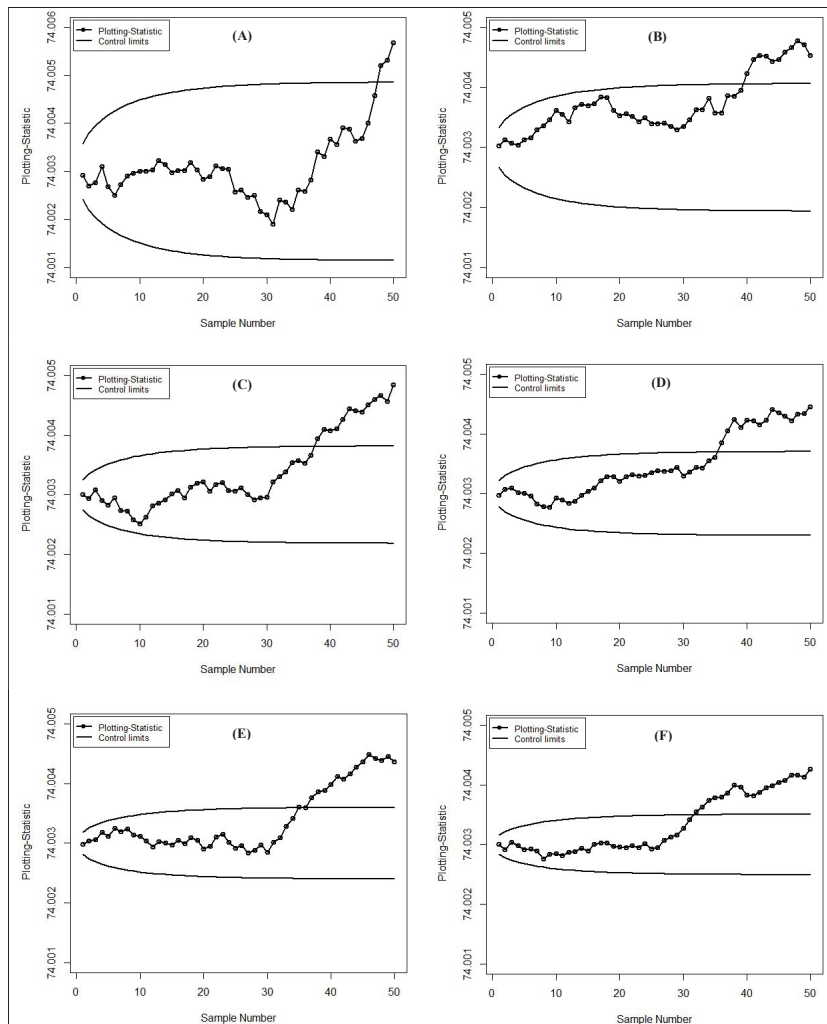 (A)
Plotting-Statistic
Control limits
Plotting-Statistic
74.001 74.002 74.003 74.004 74.005 74.006
0 10 20 30 40 50
Sample Number
(B)
Plotting-Statistic
Control limits
Plotting-Statistic
74.001 74.002 74.003 74.004 74.005
0 10 20 30 40 50
Sample Number
(C)
Plotting-Statistic
Control limits
Plotting-Statistic
74.001 74.002 74.003 74.004 74.005
0 10 20 30 40 50
Sample Number
(D)
Plotting-Statistic
Control limits
Plotting-Statistic
74.001 74.002 74.003 74.004 74.005
0 10 20 30 40 50
Sample Number
(E)
Plotting-Statistic
Control limits
Plotting-Statistic
74.001 74.002 74.003 74.004 74.005
0 10 20 30 40 50
Sample Number
(F)
Plotting-Statistic
Control limits
Plotting-Statistic
74.001 74.002 74.003 74.004 74.005
0 10 20 30 40 50
Sample Number